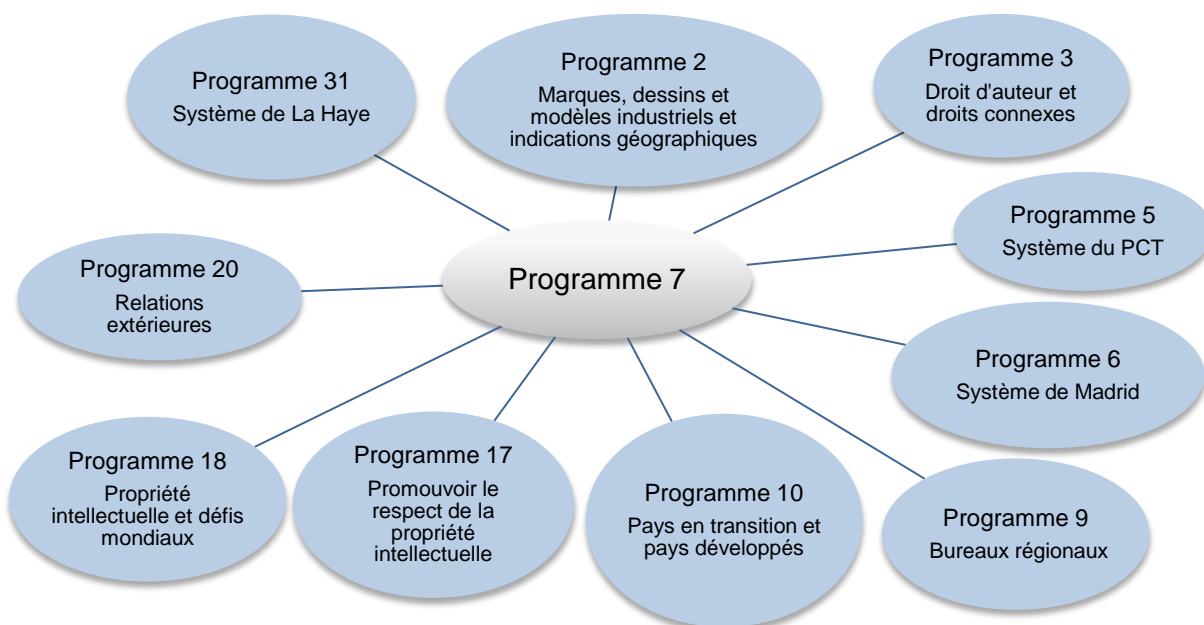 Programme 31
Système de La Haye
Programme 2
Marques, dessins et
modèles industriels et
indications géographiques
Programme 3
Droit d'auteur et
droits connexes
Programme 5
Système du PCT
Programme 20
Relations
extérieures
Programme 7
Programme 6
Système de Madrid
Programme 18
Propriété
intellectuelle et défis
mondiaux
Programme 17
Promouvoir le
respect de la
propriété
intellectuelle
Programme 10
Pays en transition et
pays développés
Programme 9
Bureaux régionaux